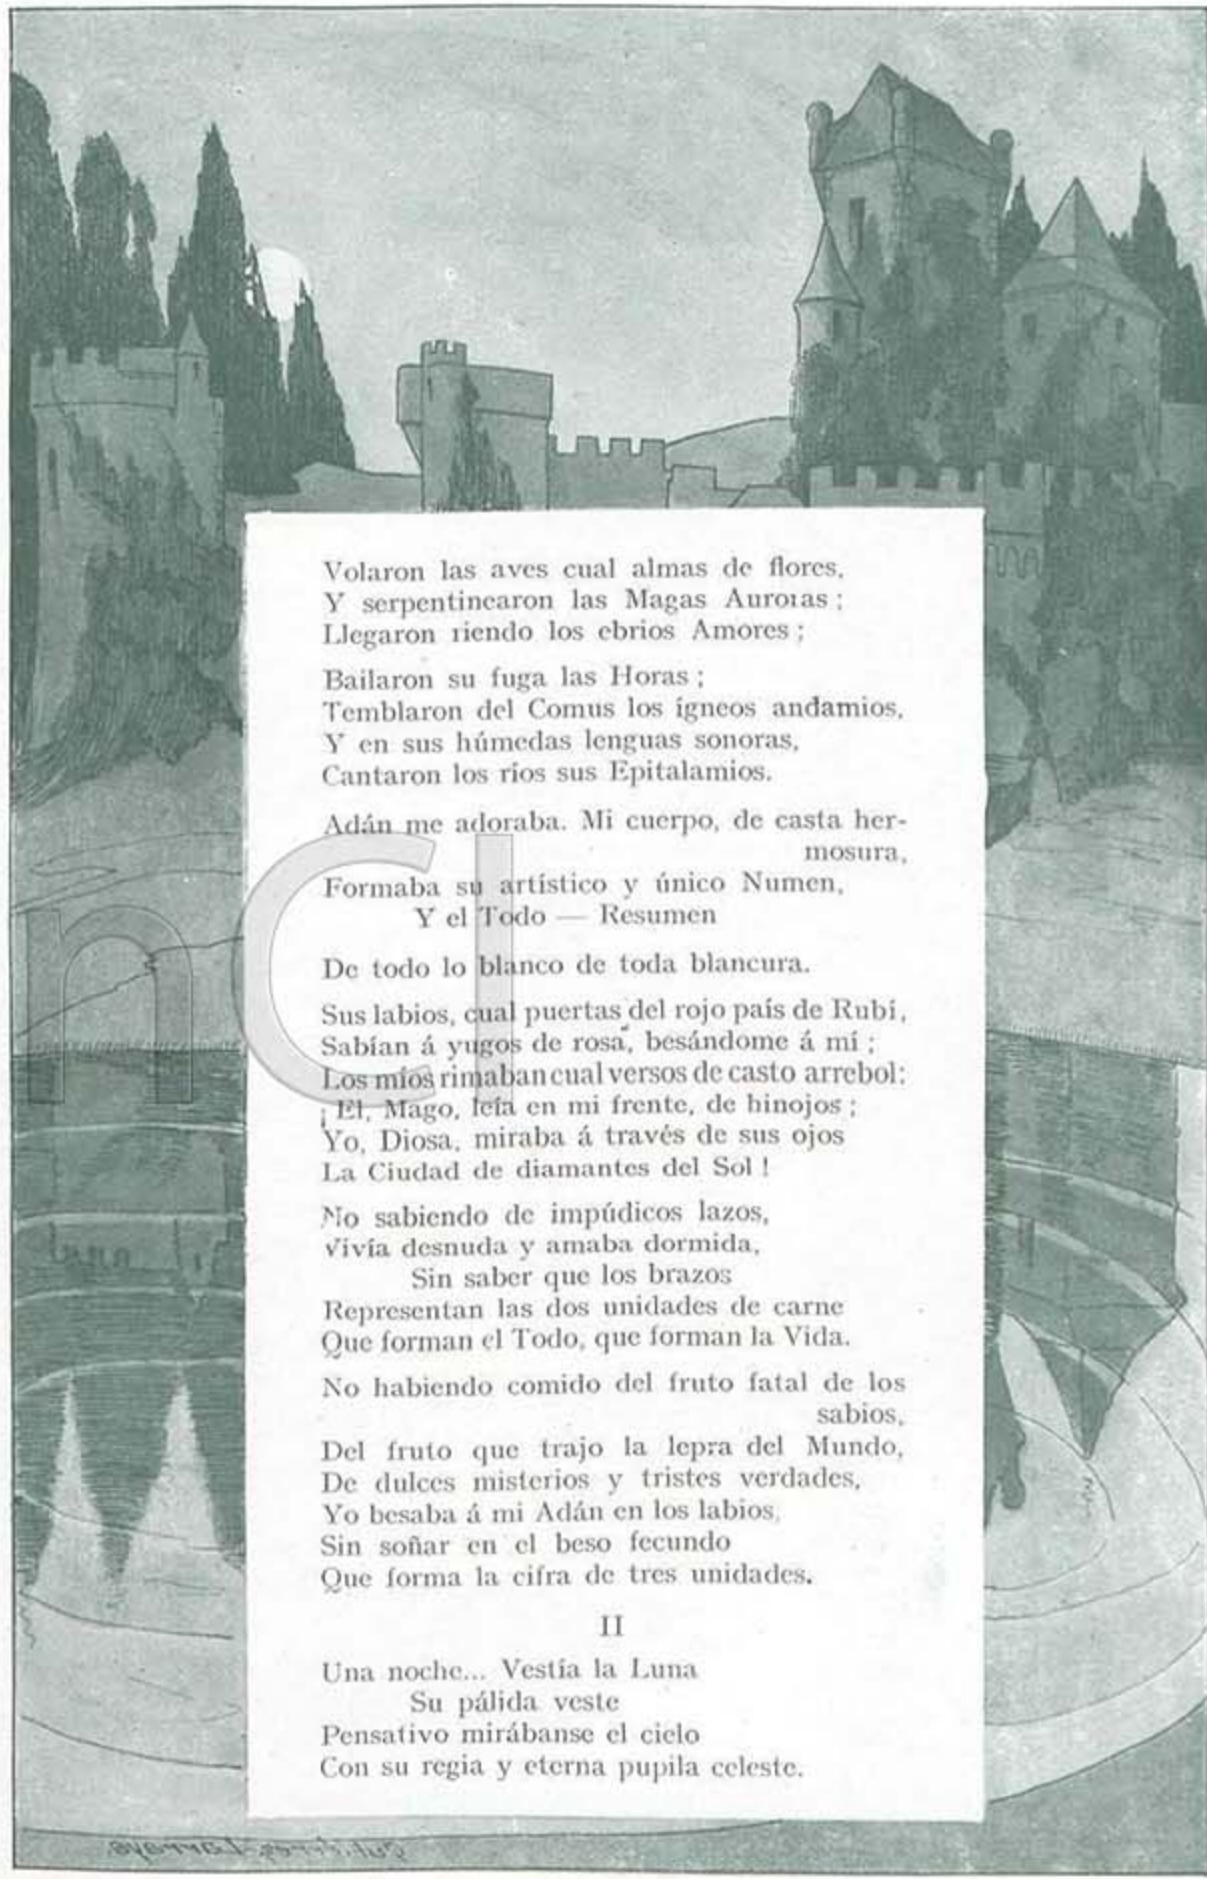 Volaron las aves cual almas de flores,
Y serpentinearon las Magas Auroras ;
Llegaron riendo los ebrios Amores ;
Bailaron su fuga las Horas ;
Temblaron del Comus los ígneos andamios,
Y en sus húmedas lenguas sonoras,
Cantaron los ríos sus Epitalamios.
Adán me adoraba. Mi cuerpo, de casta her-
mosura,
Formaba su artístico y único Numen,
Y el Todo — Resumen
De todo lo blanco de toda blancura.
Sus labios, cual puertas del rojo país de Rubí,
Sabían á yugos de rosa, besándome á mí ;
Los míos rimaban cual versos de casto arrebol:
¡ El, Mago, leía en mi frente, de hinojos ;
Yo, Diosa, miraba á través de sus ojos
La Ciudad de diamantes del Sol !
No sabiendo de impúdicos lazos,
Vivía desnuda y amaba dormida,
Sin saber que los brazos
Representan las dos unidades de carne
Que forman el Todo, que forman la Vida.
No habiendo comido del fruto fatal de los
sabios,
Del fruto que trajo la lepra del Mundo,
De dulces misterios y tristes verdades,
Yo besaba á mi Adán en los labios,
Sin soñar en el beso fecundo
Que forma la cifra de tres unidades.
II
Una noche... Vestía la Luna
Su pálida veste
Pensativo mirábanse el cielo
Con su regia y eterna pupila celeste.